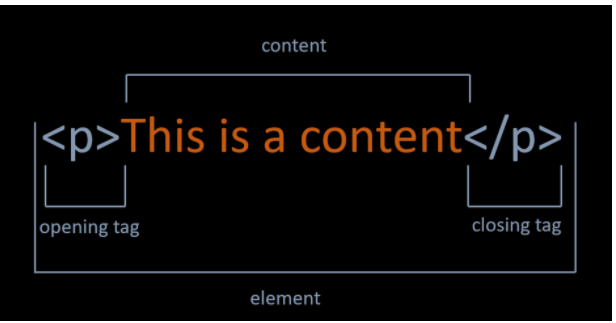 content
<p>This is a content</p>
opening tag
closing tag
element